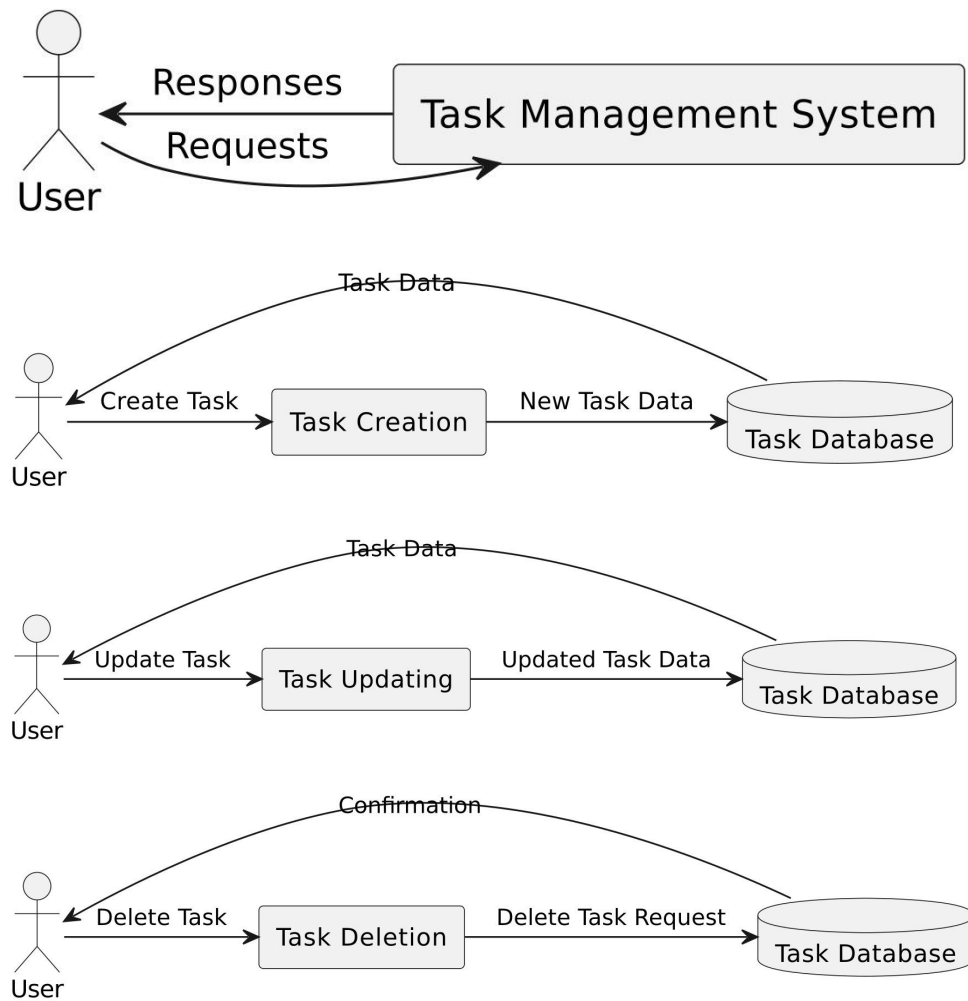 Responses
Task Management System
Requests
User
Task Data
Create Task
Task Creation
New Task Data
Task Database
User
Task Data
Update Task
Task Updating
Updated Task Data
Task Database
User
Confirmation
Delete Task
Task Deletion
Delete Task Request
Task Database
User